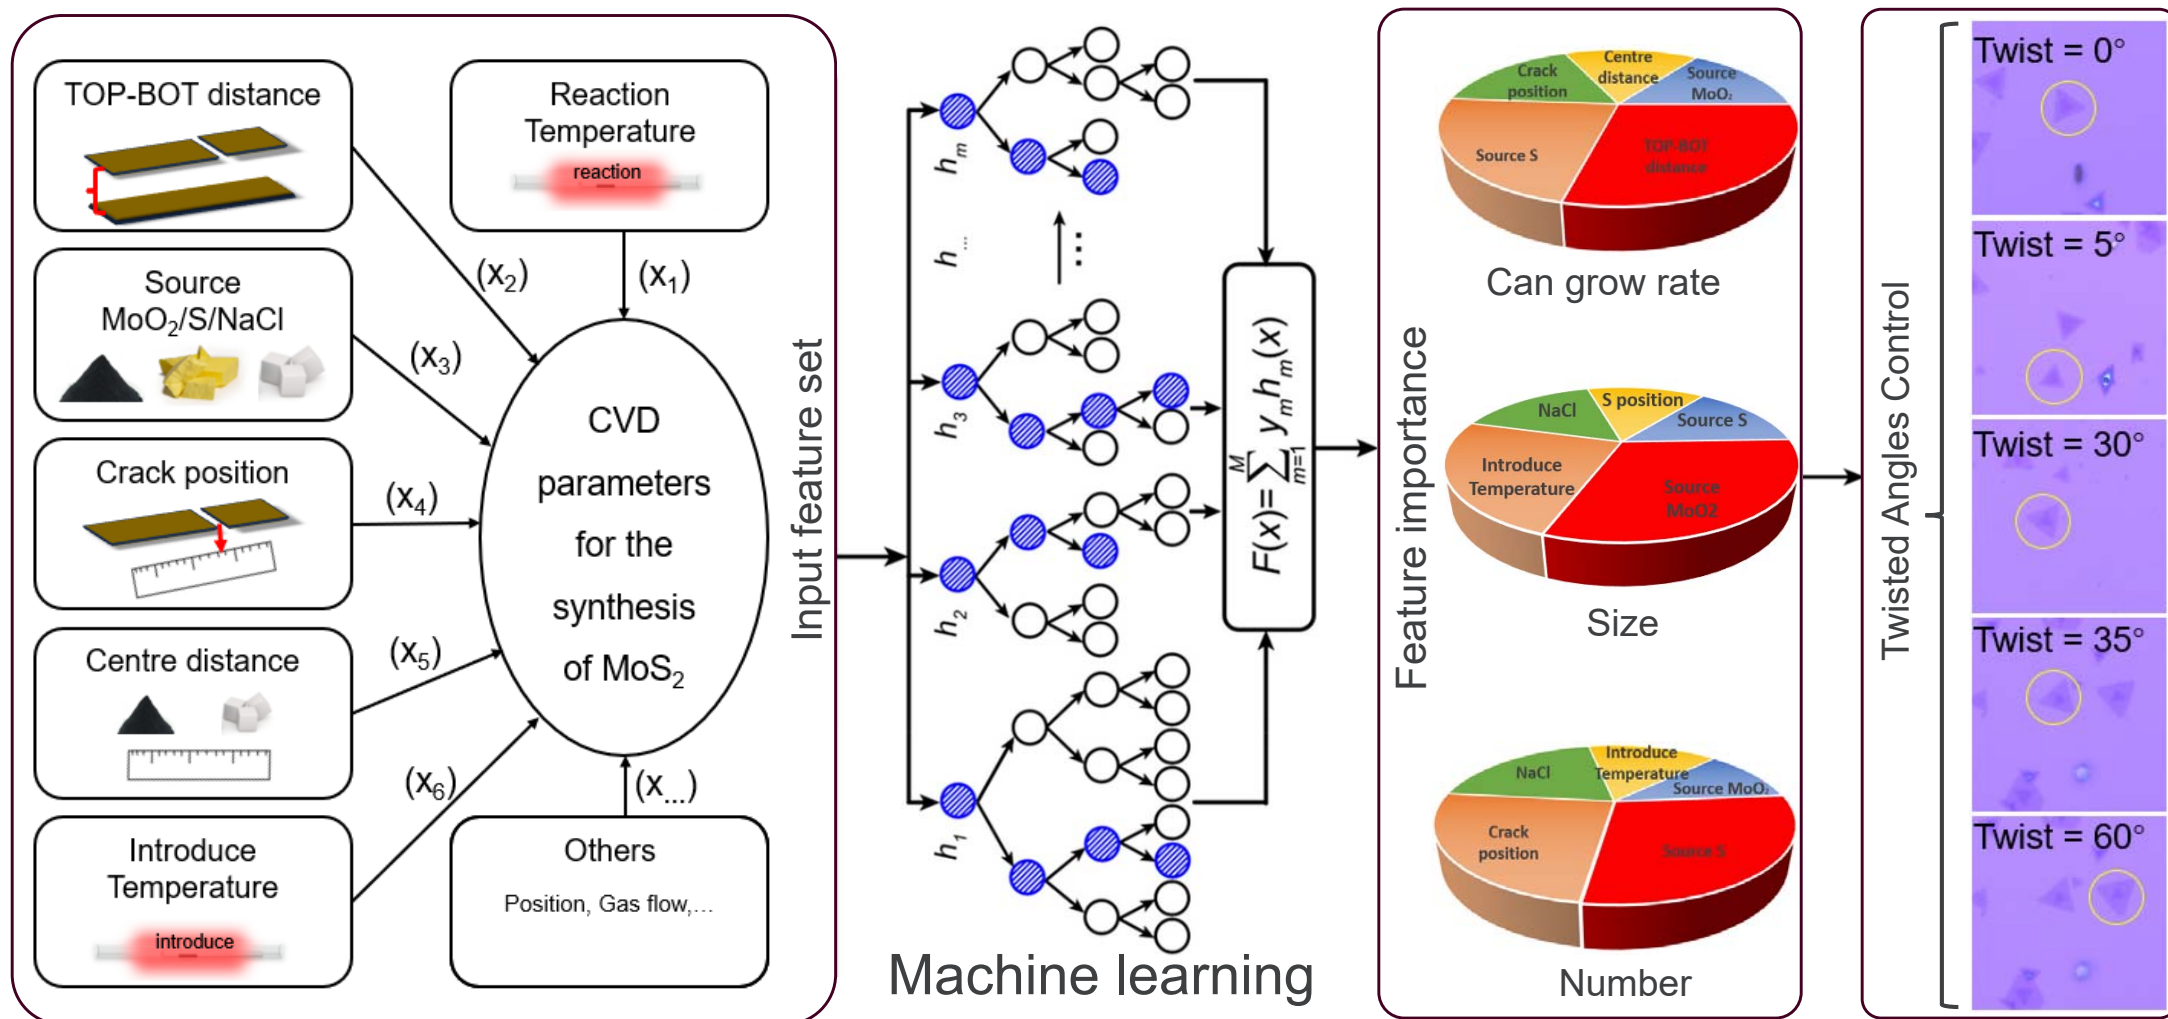 TOP-BOT distance
Reaction
Temperature
reaction
Source
MoO₂/S/NaCl
Crack position
Centre distance
Introduce
Temperature
introduce
Others
Position, Gas flow,...
(x₁)
(x₂)
(x₃)
(x₄)
(x₅)
(x₆)
(x...)
CVD
parameters
for the
synthesis
of MoS₂
Input feature set
hₘ
h...
...
h₃
h₂
h₁
F(x)=∑ᴹₘ₌₁ yₘhₘ(x)
Machine learning
Feature importance
Crack
position
Centre
distance
Source
MoO₂
Source S
TOP-BOT
distance
Can grow rate
NaCl
S position
Source S
Introduce
Temperature
Source
MoO2
Size
NaCl
Introduce
Temperature
Source MoO₂
Crack
position
Source S
Number
Twisted Angles Control
Twist = 0°
Twist = 5°
Twist = 30°
Twist = 35°
Twist = 60°